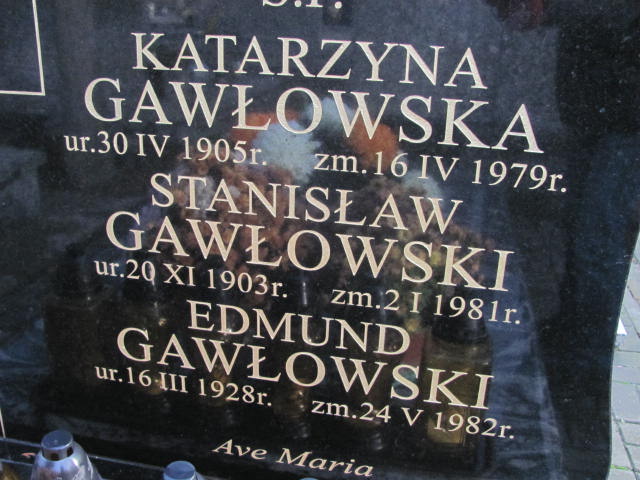 Ś.P.
KATARZYNA
GAWŁOWSKA
ur.30 IV 1905r. zm.16 IV 1979r.
STANISŁAW
GAWŁOWSKI
ur.20 XI 1903r. zm.2 I 1981r.
EDMUND
GAWŁOWSKI
ur.16 III 1928r. zm.24 V 1982r.
Ave Maria